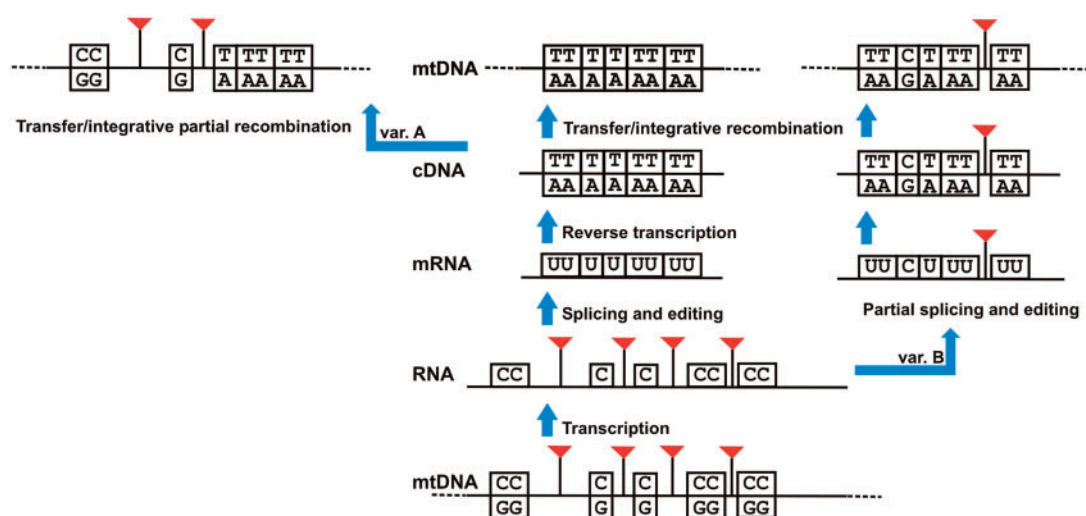 CC C T TT TT
GG G A AA AA
mtDNA
TT T T TT TT
AA A A AA AA
TT C T TT TT
AA G A AA AA
Transfer/integrative partial recombination
var. A
Transfer/integrative recombination
cDNA
TT T T TT TT
AA A A AA AA
TT C T TT TT
AA G A AA AA
Reverse transcription
mRNA
UU U U UU UU
UU C U UU UU
Splicing and editing
Partial splicing and editing
RNA
CC C C CC CC
var. B
Transcription
mtDNA
CC C C CC CC
GG G G GG GG